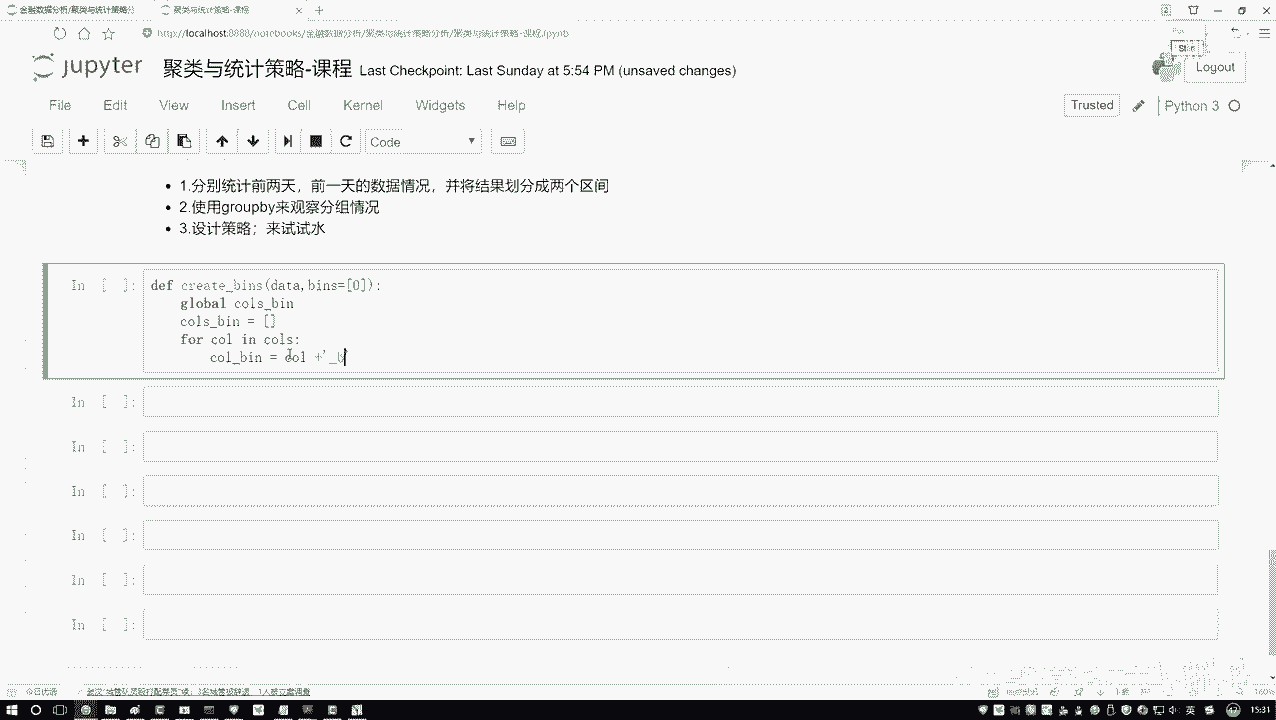 金融数据分析/聚类与统计策略分
聚类与统计策略-课程
http://localhost:8880/notebooks/金融数据分析/聚类与统计策略分析/聚类与统计策略-课程.ipynb
jupyter 聚类与统计策略-课程 Last Checkpoint: Last Sunday at 5:54 PM (unsaved changes)
Logout
File Edit View Insert Cell Kernel Widgets Help
Trusted Python 3
Code
1.分别统计前两天，前一天的数据情况，并将结果划分成两个区间
2.使用groupby来观察分组情况
3.设计策略；来试试水
In [ ]: def create_bins(data,bins=[0]):
global cols_bin
cols_bin = []
for col in cols:
col_bin = col +'_b
In [ ]:
In [ ]:
In [ ]:
In [ ]:
In [ ]:
In [ ]:
15:31